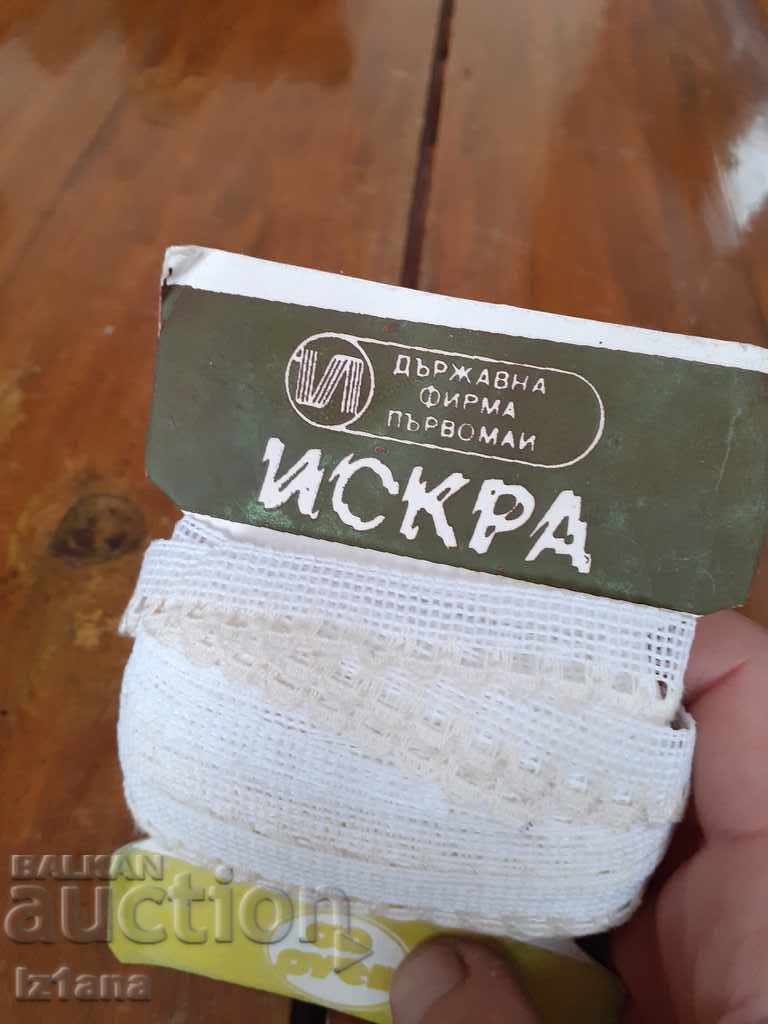 И
ДЪРЖАВНА
ФИРМА
ПЪРВОМАЙ
ИСКРА
BALKAN
auction
Iz1ana